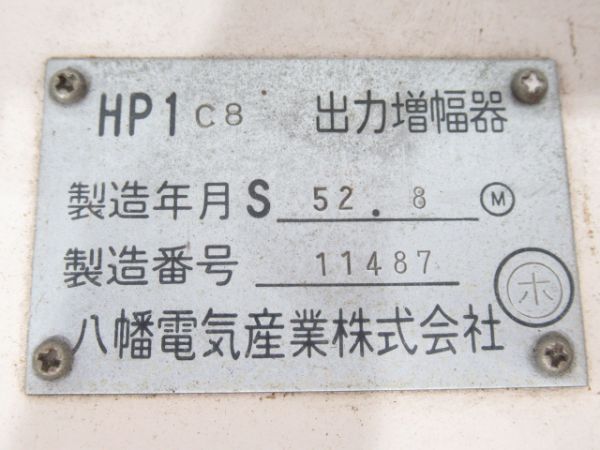 HP1 C8 出力増幅器
製造年月 S 52.8 Ⓜ
製造番号 11487
ホ
八幡電気産業株式会社